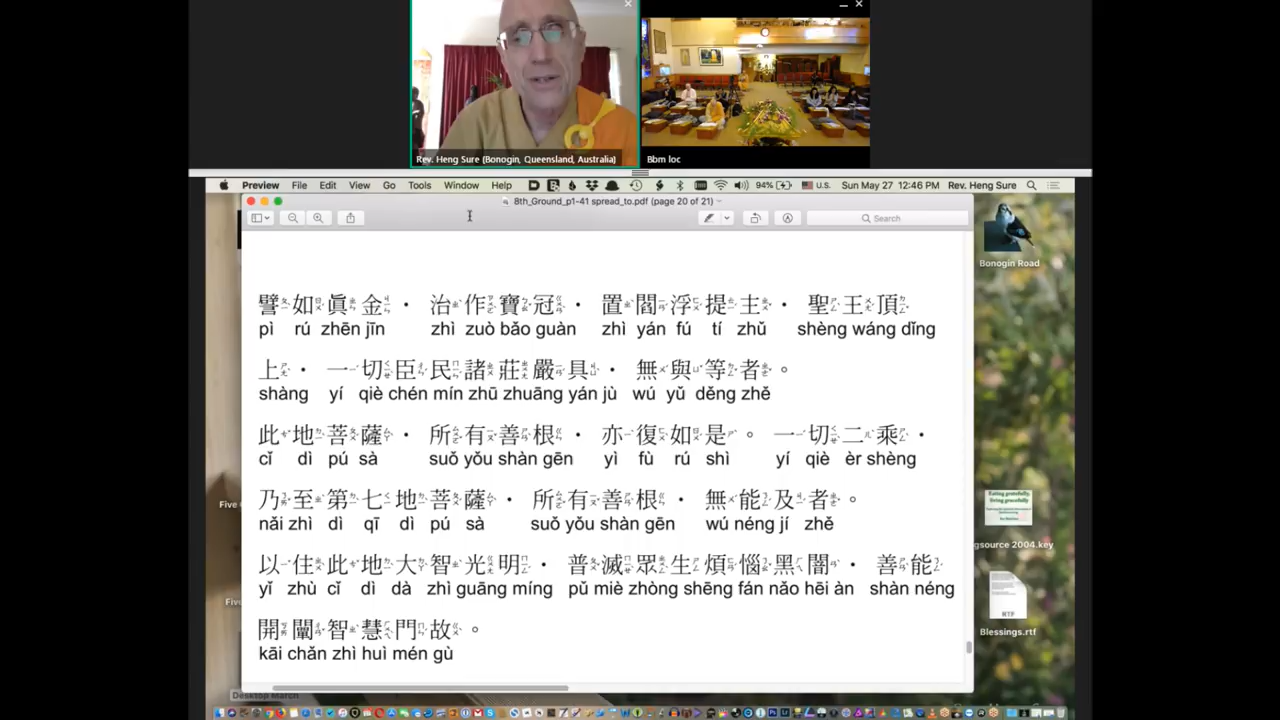 Rev. Heng Sure (Bonogin, Queensland, Australia)
Bbm loc
Preview File Edit View Go Tools Window Help
94%
U.S.
Sun May 27 12:46 PM
Rev. Heng Sure
8th_Ground_p1-41 spread_to.pdf (page 20 of 21)
Search
Bonogin Road
譬如眞金・治作寶冠・置閻浮提主・聖王頂
pì rú zhēn jīn zhì zuò bǎo guàn zhì yán fú tí zhǔ shèng wáng dǐng
上・一切臣民諸莊嚴具・無與等者。
shàng yí qiè chén mín zhū zhuāng yán jù wú yǔ děng zhě
此地菩薩・所有善根・亦復如是。一切二乘・
cǐ dì pú sà suǒ yǒu shàn gēn yì fù rú shì yí qiè èr shèng
乃至第七地菩薩・所有善根・無能及者。
nǎi zhì dì qī dì pú sà suǒ yǒu shàn gēn wú néng jí zhě
以住此地大智光明・普滅眾生煩惱黑闇・善能
yǐ zhù cǐ dì dà zhì guāng míng pǔ miè zhòng shēng fán nǎo hēi àn shàn néng
開闡智慧門故。
kāi chǎn zhì huì mén gù
Five
Five
gsource 2004.key
RTF
Blessings.rtf
Desktop March